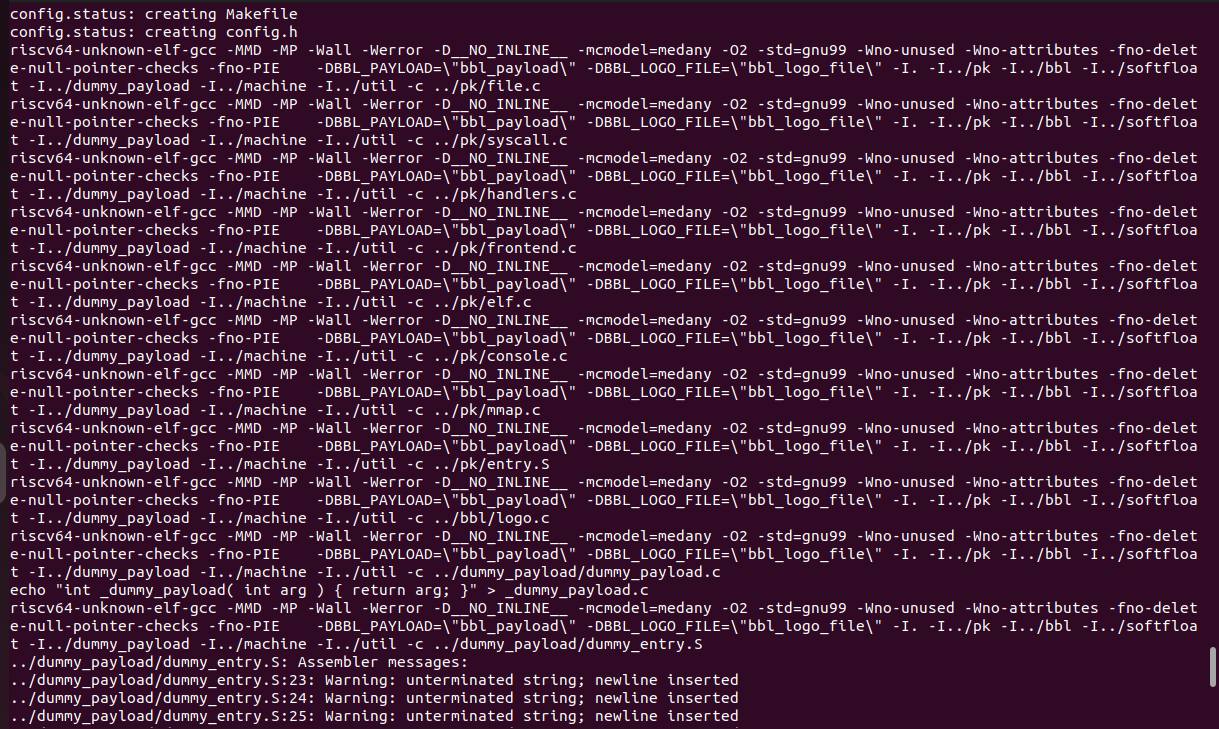 config.status: creating Makefile
config.status: creating config.h
riscv64-unknown-elf-gcc -MMD -MP -Wall -Werror -D__NO_INLINE__ -mcmodel=medany -O2 -std=gnu99 -Wno-unused -Wno-attributes -fno-delet
e-null-pointer-checks -fno-PIE    -DBBL_PAYLOAD=\"bbl_payload\" -DBBL_LOGO_FILE=\"bbl_logo_file\" -I. -I../pk -I../bbl -I../softfloa
t -I../dummy_payload -I../machine -I../util -c ../pk/file.c
riscv64-unknown-elf-gcc -MMD -MP -Wall -Werror -D__NO_INLINE__ -mcmodel=medany -O2 -std=gnu99 -Wno-unused -Wno-attributes -fno-delet
e-null-pointer-checks -fno-PIE    -DBBL_PAYLOAD=\"bbl_payload\" -DBBL_LOGO_FILE=\"bbl_logo_file\" -I. -I../pk -I../bbl -I../softfloa
t -I../dummy_payload -I../machine -I../util -c ../pk/syscall.c
riscv64-unknown-elf-gcc -MMD -MP -Wall -Werror -D__NO_INLINE__ -mcmodel=medany -O2 -std=gnu99 -Wno-unused -Wno-attributes -fno-delet
e-null-pointer-checks -fno-PIE    -DBBL_PAYLOAD=\"bbl_payload\" -DBBL_LOGO_FILE=\"bbl_logo_file\" -I. -I../pk -I../bbl -I../softfloa
t -I../dummy_payload -I../machine -I../util -c ../pk/handlers.c
riscv64-unknown-elf-gcc -MMD -MP -Wall -Werror -D__NO_INLINE__ -mcmodel=medany -O2 -std=gnu99 -Wno-unused -Wno-attributes -fno-delet
e-null-pointer-checks -fno-PIE    -DBBL_PAYLOAD=\"bbl_payload\" -DBBL_LOGO_FILE=\"bbl_logo_file\" -I. -I../pk -I../bbl -I../softfloa
t -I../dummy_payload -I../machine -I../util -c ../pk/frontend.c
riscv64-unknown-elf-gcc -MMD -MP -Wall -Werror -D__NO_INLINE__ -mcmodel=medany -O2 -std=gnu99 -Wno-unused -Wno-attributes -fno-delet
e-null-pointer-checks -fno-PIE    -DBBL_PAYLOAD=\"bbl_payload\" -DBBL_LOGO_FILE=\"bbl_logo_file\" -I. -I../pk -I../bbl -I../softfloa
t -I../dummy_payload -I../machine -I../util -c ../pk/elf.c
riscv64-unknown-elf-gcc -MMD -MP -Wall -Werror -D__NO_INLINE__ -mcmodel=medany -O2 -std=gnu99 -Wno-unused -Wno-attributes -fno-delet
e-null-pointer-checks -fno-PIE    -DBBL_PAYLOAD=\"bbl_payload\" -DBBL_LOGO_FILE=\"bbl_logo_file\" -I. -I../pk -I../bbl -I../softfloa
t -I../dummy_payload -I../machine -I../util -c ../pk/console.c
riscv64-unknown-elf-gcc -MMD -MP -Wall -Werror -D__NO_INLINE__ -mcmodel=medany -O2 -std=gnu99 -Wno-unused -Wno-attributes -fno-delet
e-null-pointer-checks -fno-PIE    -DBBL_PAYLOAD=\"bbl_payload\" -DBBL_LOGO_FILE=\"bbl_logo_file\" -I. -I../pk -I../bbl -I../softfloa
t -I../dummy_payload -I../machine -I../util -c ../pk/mmap.c
riscv64-unknown-elf-gcc -MMD -MP -Wall -Werror -D__NO_INLINE__ -mcmodel=medany -O2 -std=gnu99 -Wno-unused -Wno-attributes -fno-delet
e-null-pointer-checks -fno-PIE    -DBBL_PAYLOAD=\"bbl_payload\" -DBBL_LOGO_FILE=\"bbl_logo_file\" -I. -I../pk -I../bbl -I../softfloa
t -I../dummy_payload -I../machine -I../util -c ../pk/entry.S
riscv64-unknown-elf-gcc -MMD -MP -Wall -Werror -D__NO_INLINE__ -mcmodel=medany -O2 -std=gnu99 -Wno-unused -Wno-attributes -fno-delet
e-null-pointer-checks -fno-PIE    -DBBL_PAYLOAD=\"bbl_payload\" -DBBL_LOGO_FILE=\"bbl_logo_file\" -I. -I../pk -I../bbl -I../softfloa
t -I../dummy_payload -I../machine -I../util -c ../bbl/logo.c
riscv64-unknown-elf-gcc -MMD -MP -Wall -Werror -D__NO_INLINE__ -mcmodel=medany -O2 -std=gnu99 -Wno-unused -Wno-attributes -fno-delet
e-null-pointer-checks -fno-PIE    -DBBL_PAYLOAD=\"bbl_payload\" -DBBL_LOGO_FILE=\"bbl_logo_file\" -I. -I../pk -I../bbl -I../softfloa
t -I../dummy_payload -I../machine -I../util -c ../dummy_payload/dummy_payload.c
echo "int _dummy_payload( int arg ) { return arg; }" > _dummy_payload.c
riscv64-unknown-elf-gcc -MMD -MP -Wall -Werror -D__NO_INLINE__ -mcmodel=medany -O2 -std=gnu99 -Wno-unused -Wno-attributes -fno-delet
e-null-pointer-checks -fno-PIE    -DBBL_PAYLOAD=\"bbl_payload\" -DBBL_LOGO_FILE=\"bbl_logo_file\" -I. -I../pk -I../bbl -I../softfloa
t -I../dummy_payload -I../machine -I../util -c ../dummy_payload/dummy_entry.S
../dummy_payload/dummy_entry.S: Assembler messages:
../dummy_payload/dummy_entry.S:23: Warning: unterminated string; newline inserted
../dummy_payload/dummy_entry.S:24: Warning: unterminated string; newline inserted
../dummy_payload/dummy_entry.S:25: Warning: unterminated string; newline inserted